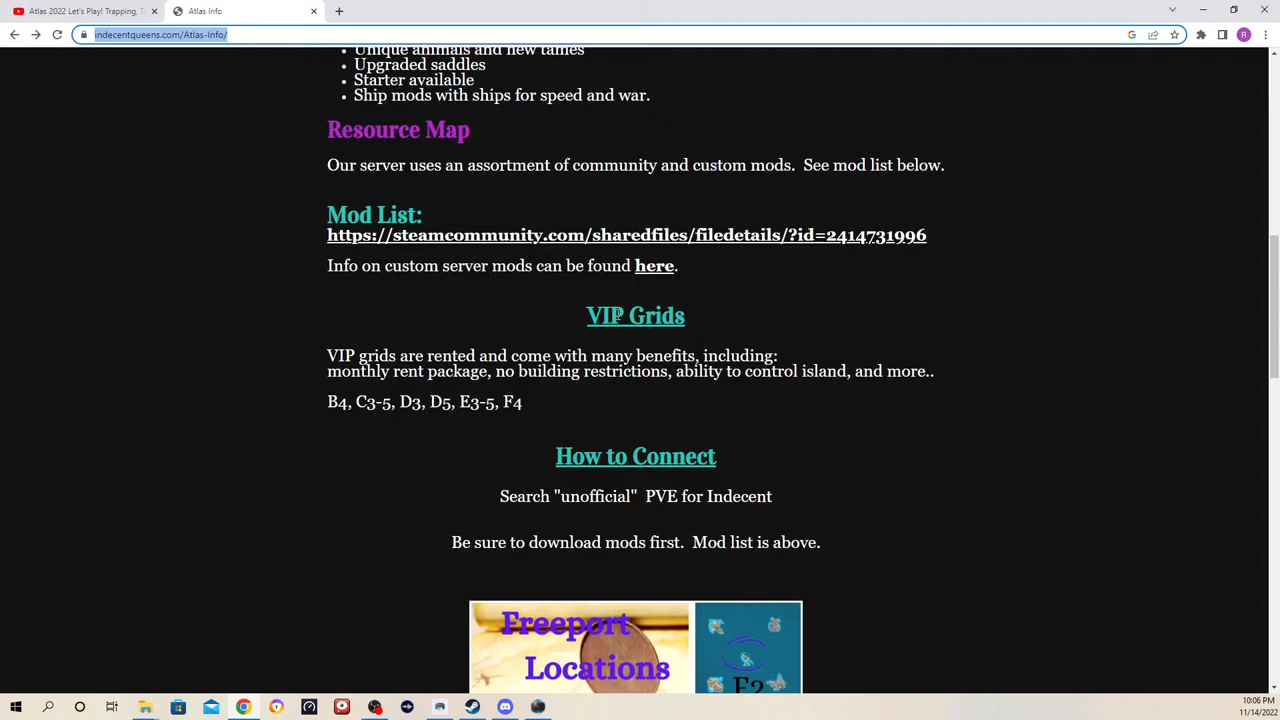 Atlas 2022 Let's Play! Trapping, T
Atlas Info
indecentqueens.com/Atlas-Info/
Unique animals and new tames
Upgraded saddles
Starter available
Ship mods with ships for speed and war.
Resource Map
Our server uses an assortment of community and custom mods.  See mod list below.
Mod List:
https://steamcommunity.com/sharedfiles/filedetails/?id=2414731996
Info on custom server mods can be found here.
VIP Grids
VIP grids are rented and come with many benefits, including:
monthly rent package, no building restrictions, ability to control island, and more..
B4, C3-5, D3, D5, E3-5, F4
How to Connect
Search "unofficial"  PVE for Indecent
Be sure to download mods first.  Mod list is above.
Freeport
Locations
10:06 PM
11/14/2022